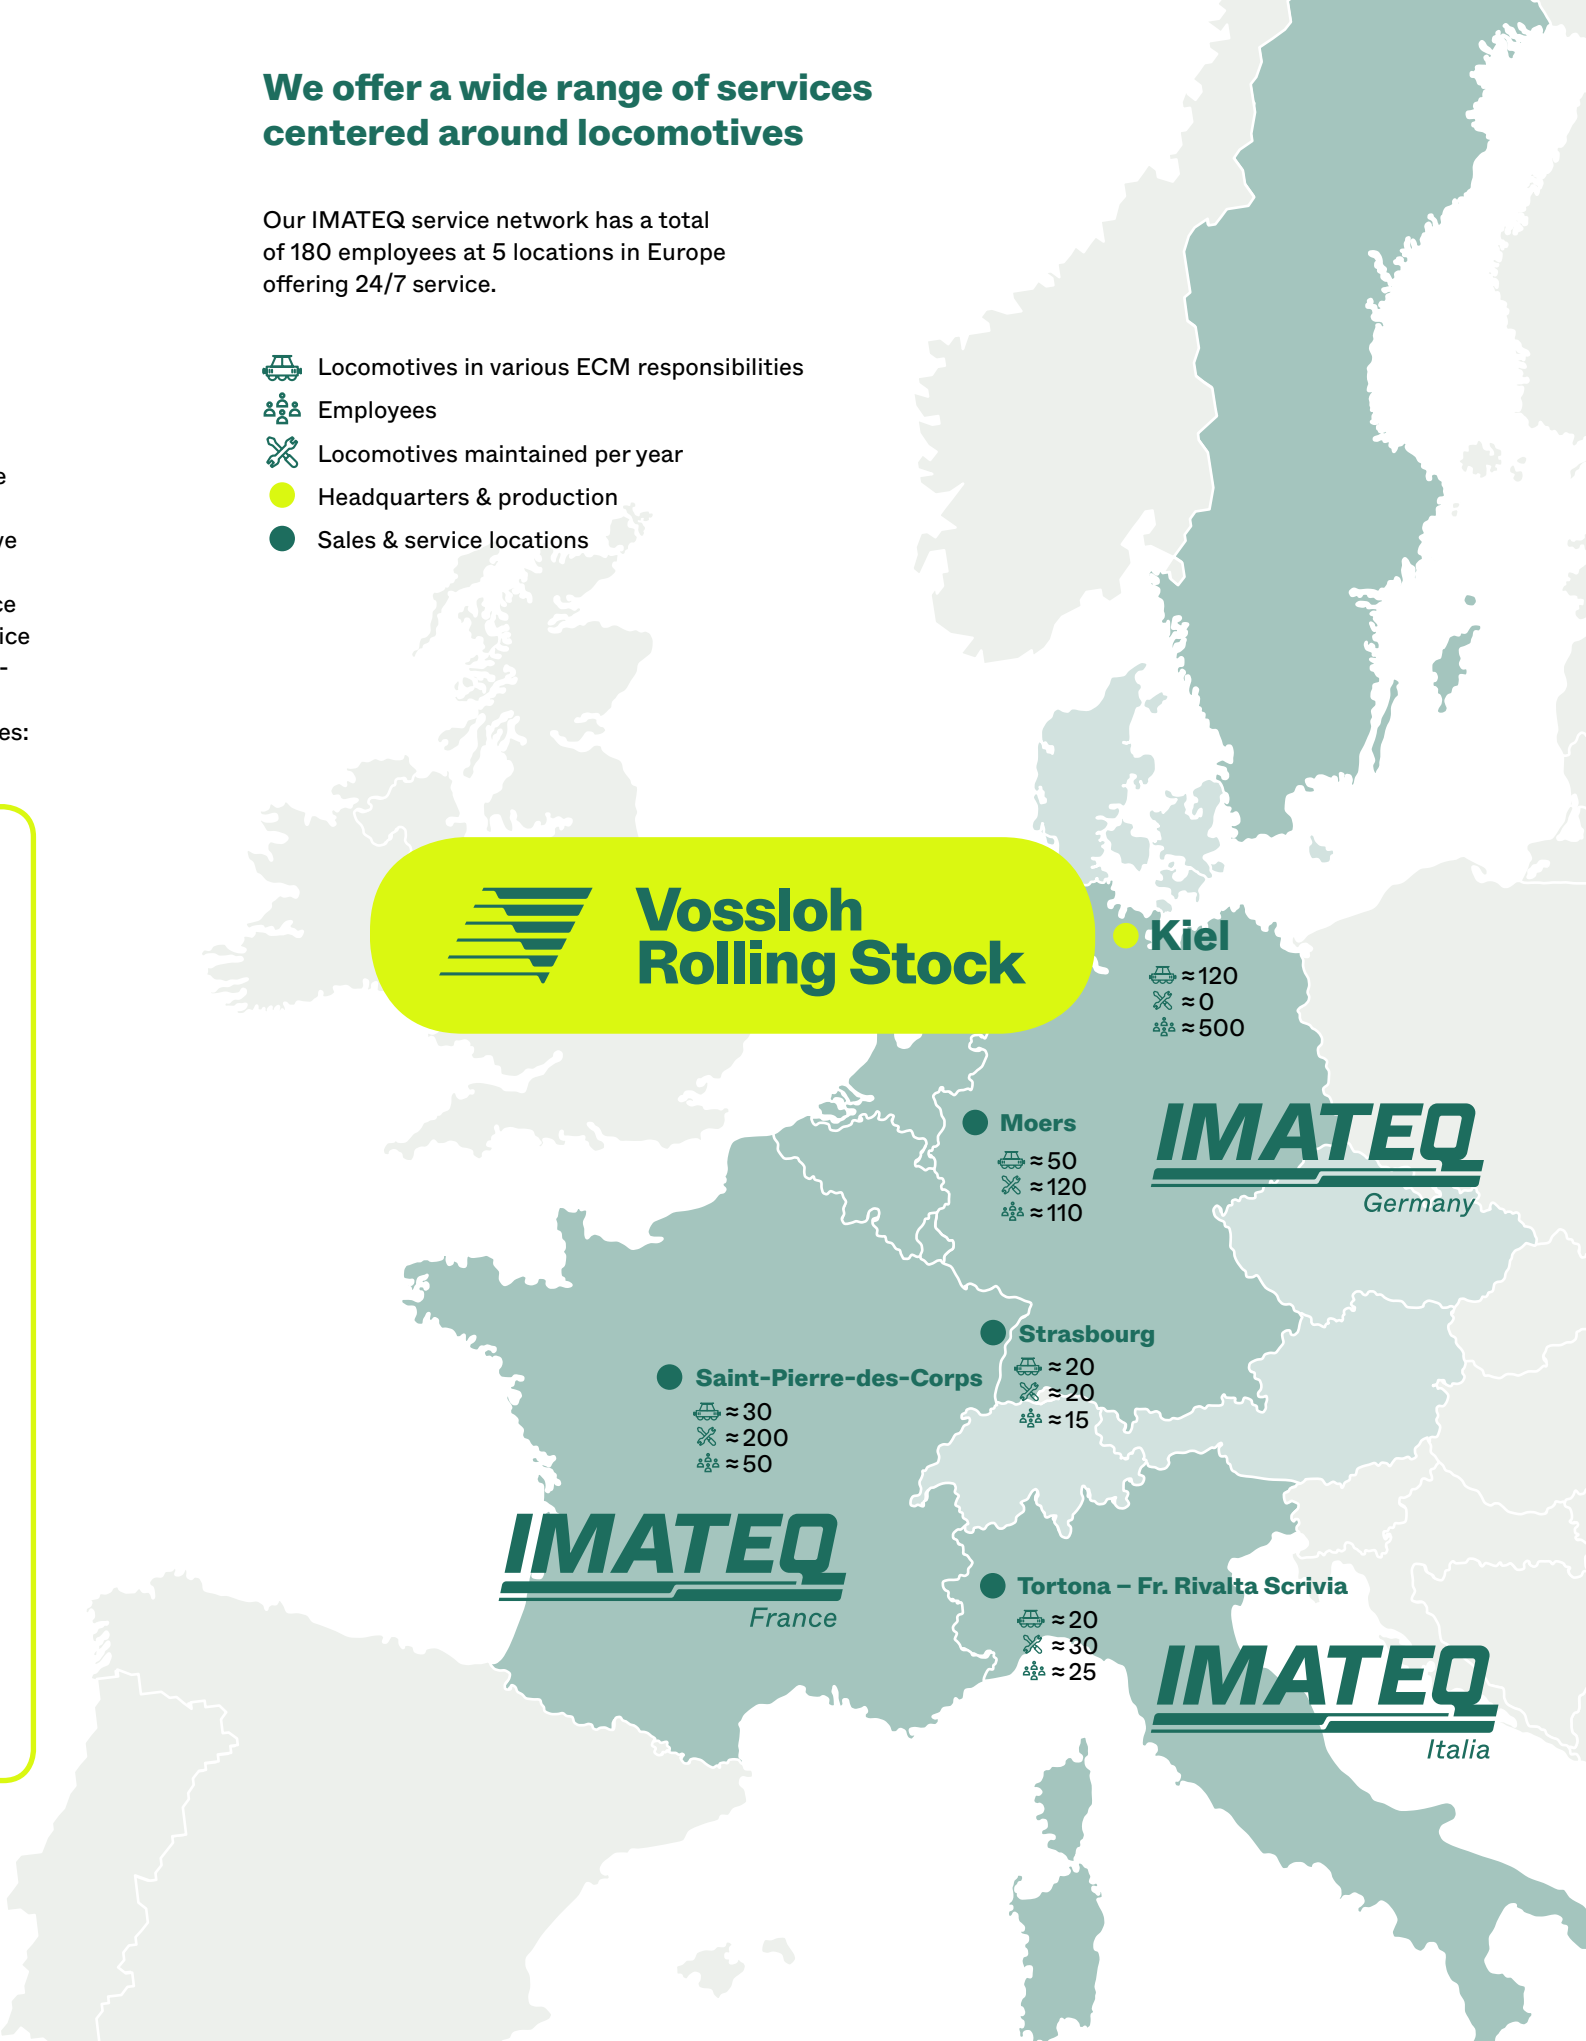 We offer a wide range of services
centered around locomotives
Our IMATEQ service network has a total
of 180 employees at 5 locations in Europe
offering 24/7 service.
Locomotives in various ECM responsibilities
Employees
Locomotives maintained per year
Headquarters & production
Sales & service locations
ice
es:
Vossloh
Rolling Stock
Kiel
≈120
≈0
≈500
Moers
≈50
≈120
≈110
IMATEQ
Germany
Strasbourg
≈20
≈20
≈15
Saint-Pierre-des-Corps
≈30
≈200
≈50
IMATEQ
France
Tortona – Fr. Rivalta Scrivia
≈20
≈30
≈25
IMATEQ
Italia